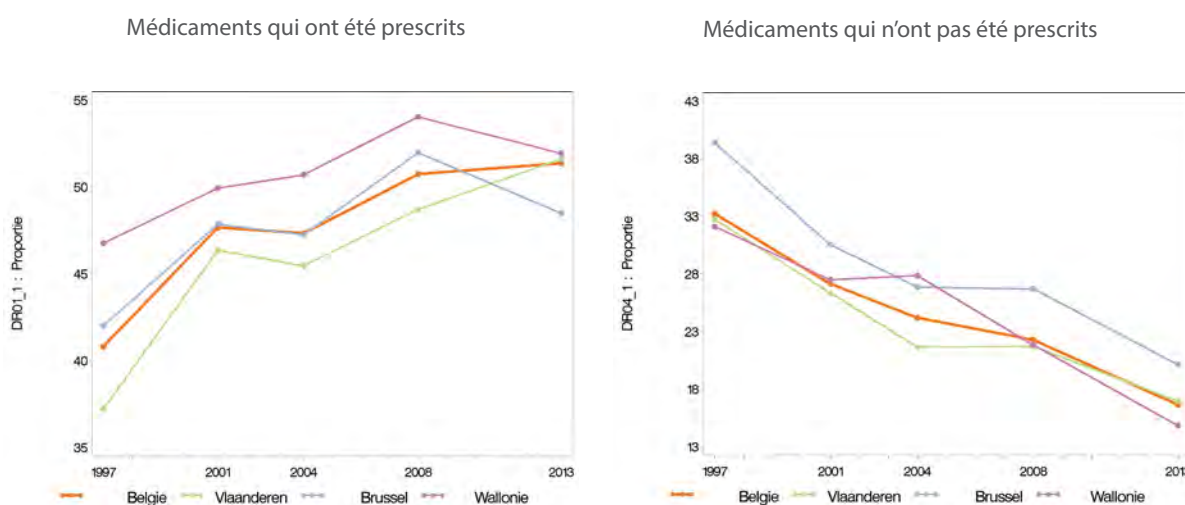 Médicaments qui ont été prescrits
55
50
45
40
35
DR01_1 : Proportie
1997 2001 2004 2008 2013
Belgie Vlaanderen Brussel Wallonie
Médicaments qui n'ont pas été prescrits
43
38
33
28
23
18
13
DR04_1 : Proportie
1997 2001 2004 2008 201
Belgie Vlaanderen Brussel Wallonie